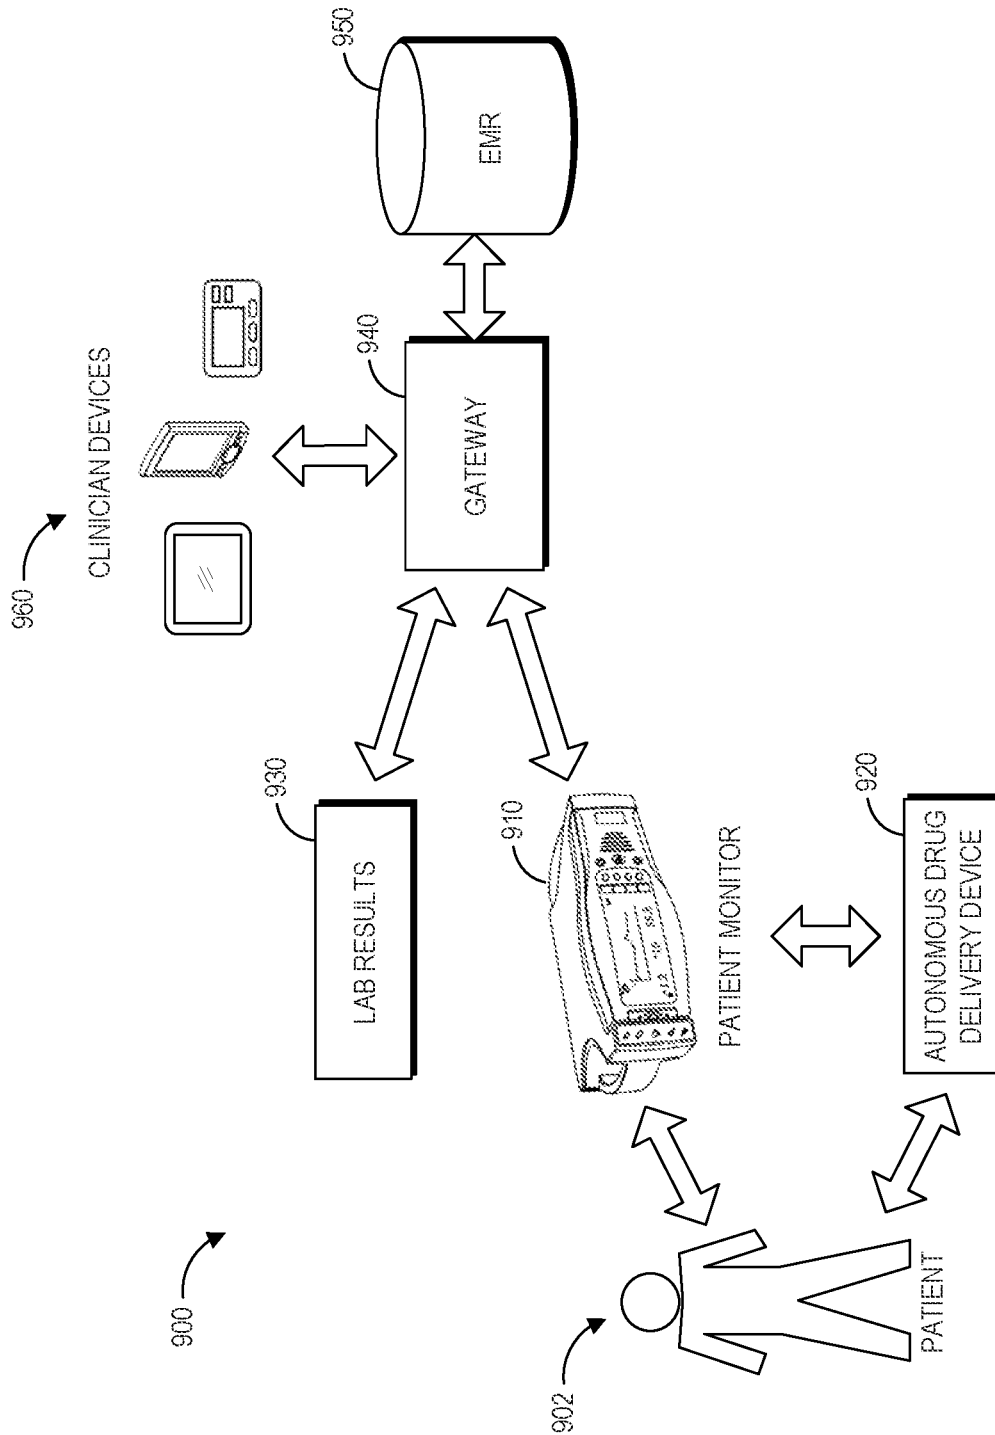 900
960
CLINICIAN DEVICES
930
LAB RESULTS
940
GATEWAY
950
EMR
910
PATIENT MONITOR
902
PATIENT
920
AUTONOMOUS DRUG
DELIVERY DEVICE